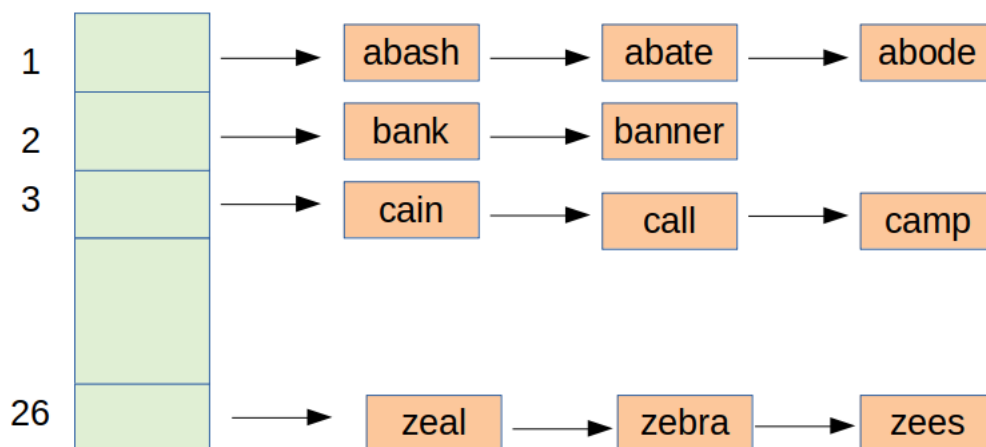 1 abash abate abode
2 bank banner
3 cain call camp
26 zeal zebra zees